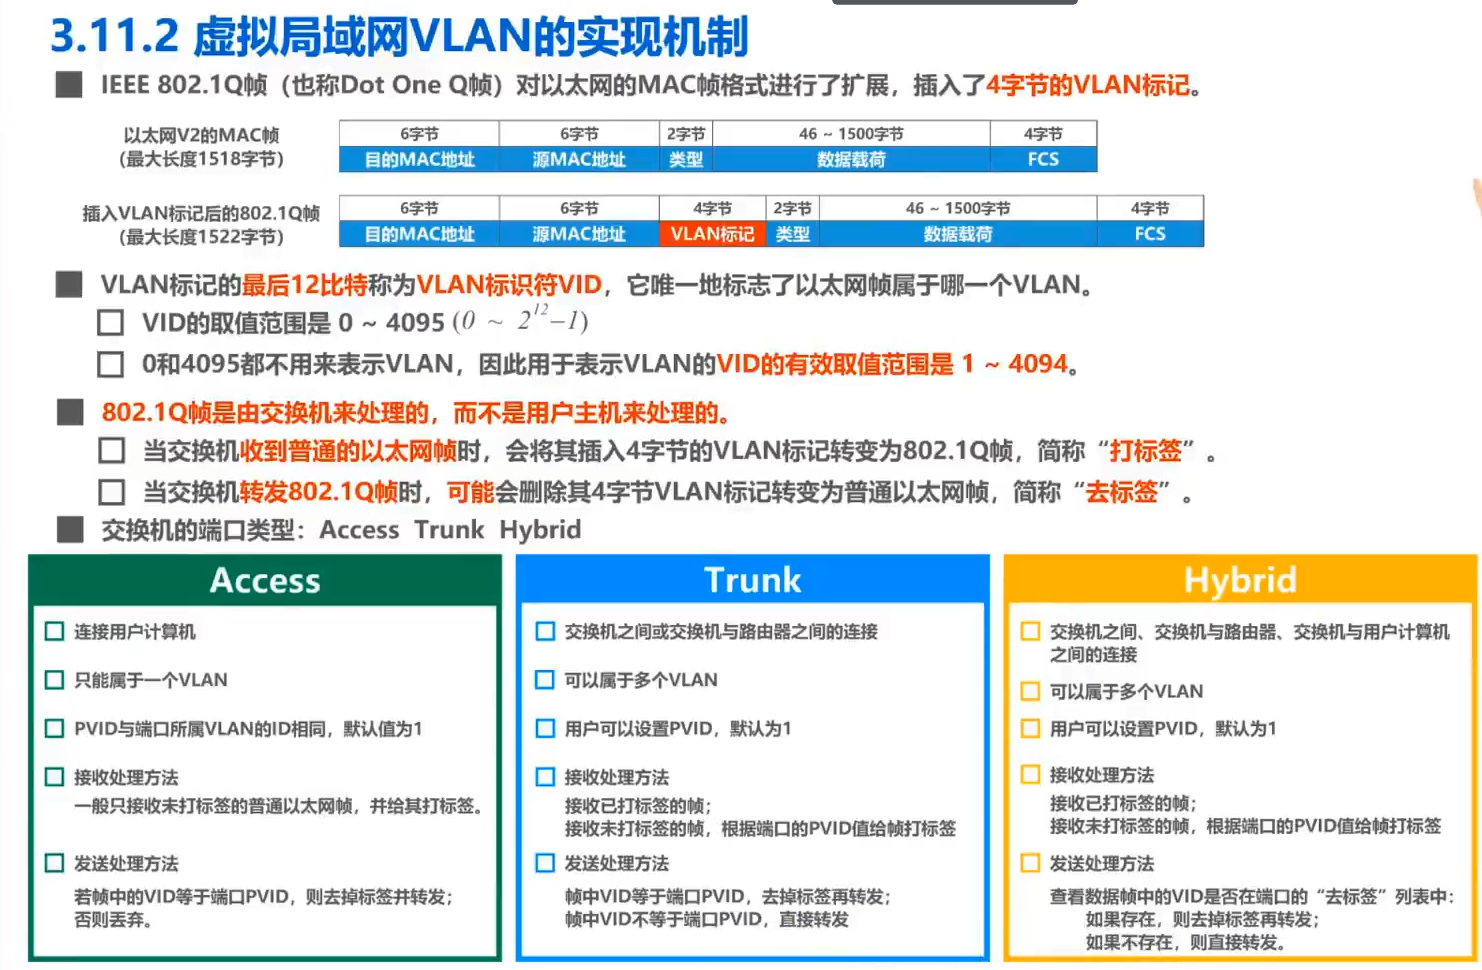 3.11.2 虚拟局域网VLAN的实现机制
IEEE 802.1Q帧（也称Dot One Q帧）对以太网的MAC帧格式进行了扩展，插入了4字节的VLAN标记。
以太网V2的MAC帧
(最大长度1518字节)
6字节 6字节 2字节 46 ~ 1500字节 4字节
目的MAC地址 源MAC地址 类型 数据载荷 FCS
插入VLAN标记后的802.1Q帧
(最大长度1522字节)
6字节 6字节 4字节 2字节 46 ~ 1500字节 4字节
目的MAC地址 源MAC地址 VLAN标记 类型 数据载荷 FCS
VLAN标记的最后12比特称为VLAN标识符VID，它唯一地标志了以太网帧属于哪一个VLAN。
VID的取值范围是 0 ~ 4095 (0 ~ 2^12−1)
0和4095都不用来表示VLAN，因此用于表示VLAN的VID的有效取值范围是 1 ~ 4094。
802.1Q帧是由交换机来处理的，而不是用户主机来处理的。
当交换机收到普通的以太网帧时，会将其插入4字节的VLAN标记转变为802.1Q帧，简称“打标签”。
当交换机转发802.1Q帧时，可能会删除其4字节VLAN标记转变为普通以太网帧，简称“去标签”。
交换机的端口类型：Access Trunk Hybrid
Access
连接用户计算机
只能属于一个VLAN
PVID与端口所属VLAN的ID相同，默认值为1
接收处理方法
一般只接收未打标签的普通以太网帧，并给其打标签。
发送处理方法
若帧中的VID等于端口PVID，则去掉标签并转发；
否则丢弃。
Trunk
交换机之间或交换机与路由器之间的连接
可以属于多个VLAN
用户可以设置PVID，默认为1
接收处理方法
接收已打标签的帧；
接收未打标签的帧，根据端口的PVID值给帧打标签
发送处理方法
帧中VID等于端口PVID，去掉标签再转发；
帧中VID不等于端口PVID，直接转发
Hybrid
交换机之间、交换机与路由器、交换机与用户计算机
之间的连接
可以属于多个VLAN
用户可以设置PVID，默认为1
接收处理方法
接收已打标签的帧；
接收未打标签的帧，根据端口的PVID值给帧打标签
发送处理方法
查看数据帧中的VID是否在端口的“去标签”列表中：
如果存在，则去掉标签再转发；
如果不存在，则直接转发。